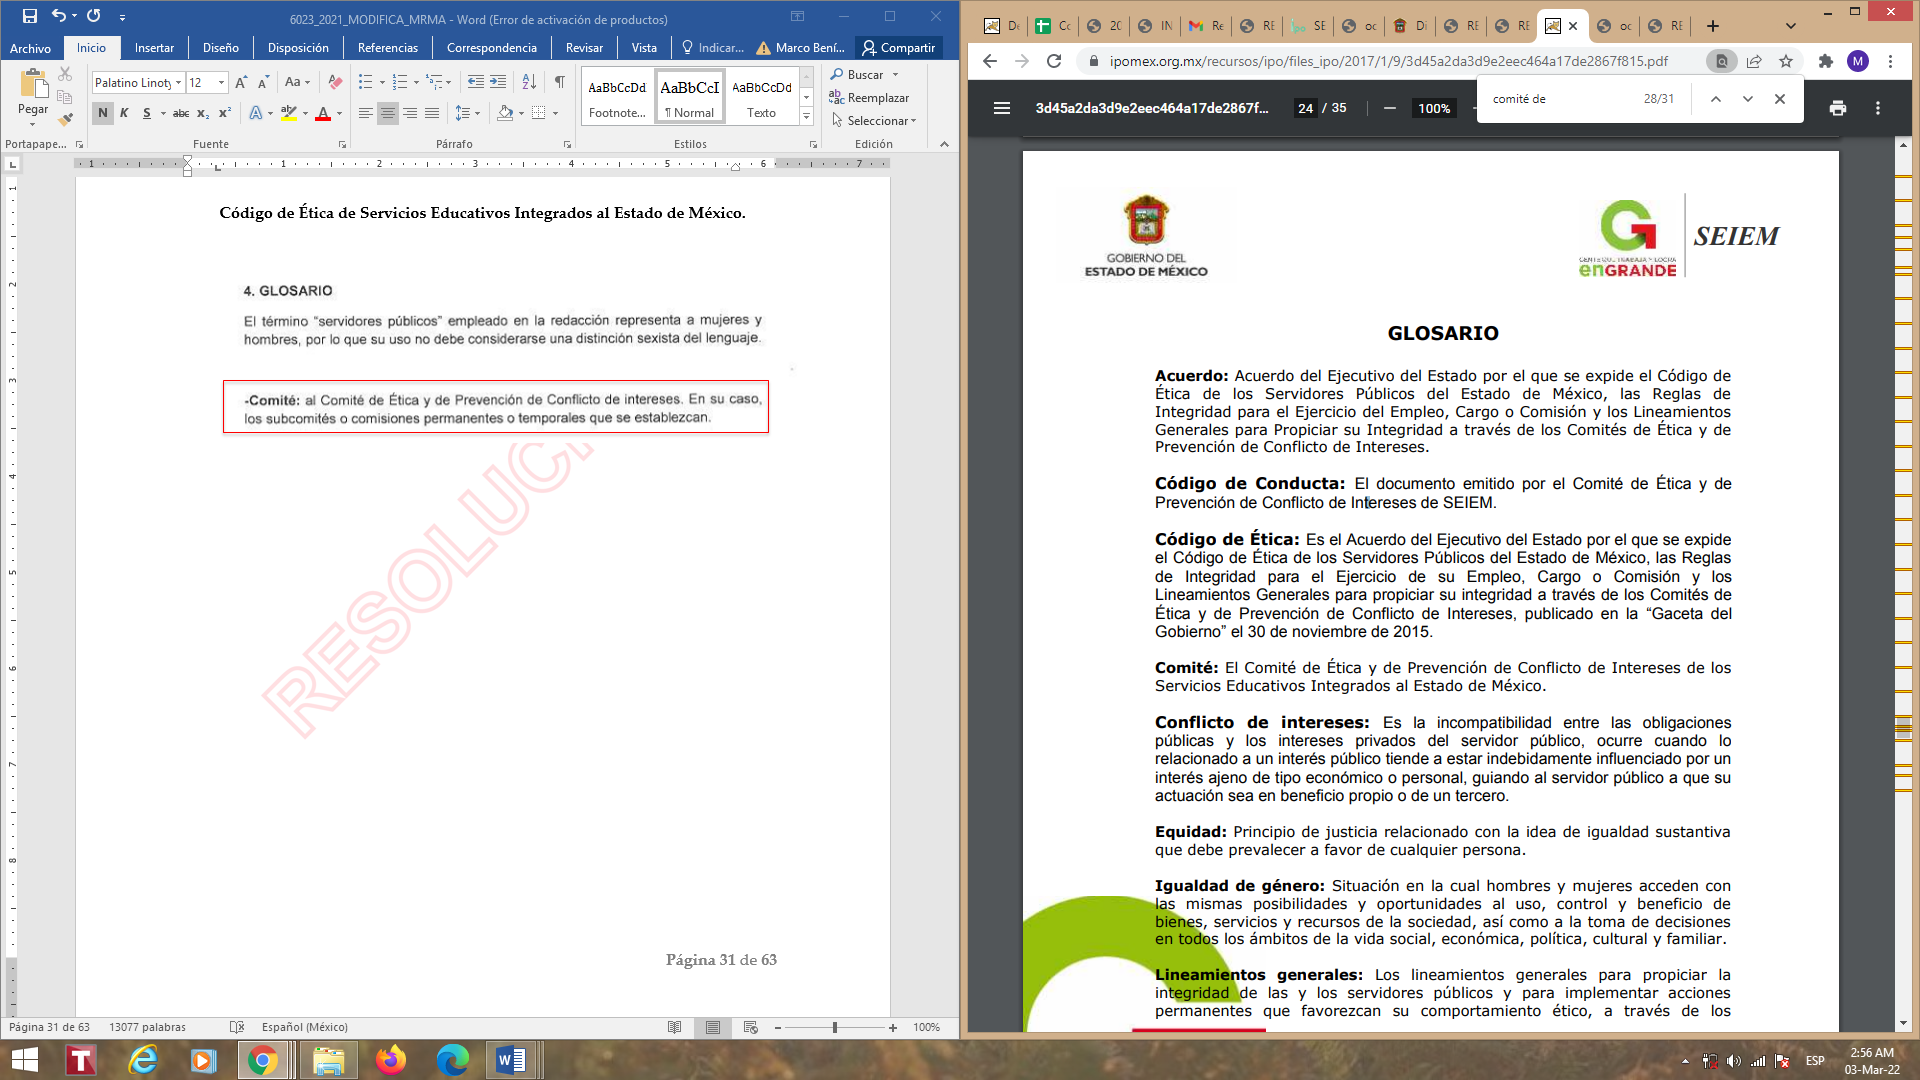 6023_2021_MODIFICA_MRMA - Word (Error de activación de productos)
Archivo Inicio Insertar Diseño Disposición Referencias Correspondencia Revisar Vista Indicar... Marco Bení... Compartir
Pegar
Portapape...
Palatino Linoty 12
Fuente
Párrafo
AaBbCcDd AaBbCcI AaBbCcDd
Footnote... ¶ Normal Texto
Estilos
Buscar
Reemplazar
Seleccionar
Edición
Código de Ética de Servicios Educativos Integrados al Estado de México.
4. GLOSARIO
El término “servidores públicos” empleado en la redacción representa a mujeres y
hombres, por lo que su uso no debe considerarse una distinción sexista del lenguaje.
-Comité: al Comité de Ética y de Prevención de Conflicto de intereses. En su caso,
los subcomités o comisiones permanentes o temporales que se establezcan.
RESOLUC
Página 31 de 63
Página 31 de 63 13077 palabras Español (México) 100%
ipomex.org.mx/recursos/ipo/files_ipo/2017/1/9/3d45a2da3d9e2eec464a17de2867f815.pdf
comité de 28/31
3d45a2da3d9e2eec464a17de2867f... 24 / 35 100%
GOBIERNO DEL
ESTADO DE MÉXICO
GENTE QUE TRABAJA Y LOGRA
enGRANDE
SEIEM
GLOSARIO
Acuerdo: Acuerdo del Ejecutivo del Estado por el que se expide el Código de
Ética de los Servidores Públicos del Estado de México, las Reglas de
Integridad para el Ejercicio del Empleo, Cargo o Comisión y los Lineamientos
Generales para Propiciar su Integridad a través de los Comités de Ética y de
Prevención de Conflicto de Intereses.
Código de Conducta: El documento emitido por el Comité de Ética y de
Prevención de Conflicto de Intereses de SEIEM.
Código de Ética: Es el Acuerdo del Ejecutivo del Estado por el que se expide
el Código de Ética de los Servidores Públicos del Estado de México, las Reglas
de Integridad para el Ejercicio de su Empleo, Cargo o Comisión y los
Lineamientos Generales para propiciar su integridad a través de los Comités de
Ética y de Prevención de Conflicto de Intereses, publicado en la “Gaceta del
Gobierno” el 30 de noviembre de 2015.
Comité: El Comité de Ética y de Prevención de Conflicto de Intereses de los
Servicios Educativos Integrados al Estado de México.
Conflicto de intereses: Es la incompatibilidad entre las obligaciones
públicas y los intereses privados del servidor público, ocurre cuando lo
relacionado a un interés público tiende a estar indebidamente influenciado por un
interés ajeno de tipo económico o personal, guiando al servidor público a que su
actuación sea en beneficio propio o de un tercero.
Equidad: Principio de justicia relacionado con la idea de igualdad sustantiva
que debe prevalecer a favor de cualquier persona.
Igualdad de género: Situación en la cual hombres y mujeres acceden con
las mismas posibilidades y oportunidades al uso, control y beneficio de
bienes, servicios y recursos de la sociedad, así como a la toma de decisiones
en todos los ámbitos de la vida social, económica, política, cultural y familiar.
Lineamientos generales: Los lineamientos generales para propiciar la
integridad de las y los servidores públicos y para implementar acciones
permanentes que favorezcan su comportamiento ético, a través de los
ESP
2:56 AM
03-Mar-22